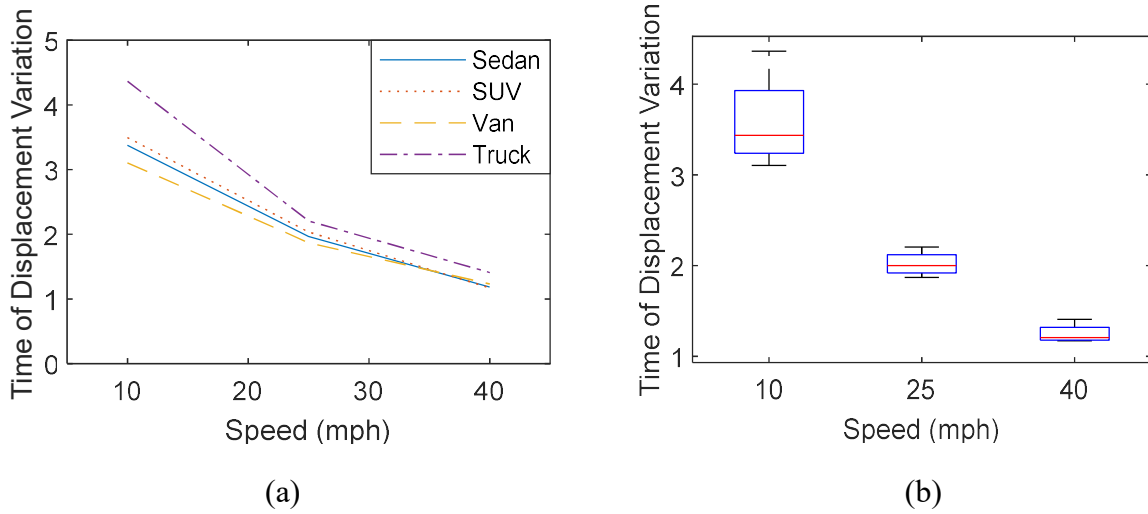 Time of Displacement Variation
5
4
3
2
1
0
10
20
30
40
Speed (mph)
Sedan
SUV
Van
Truck
(a)
Time of Displacement Variation
4
3
2
1
10
25
40
Speed (mph)
(b)